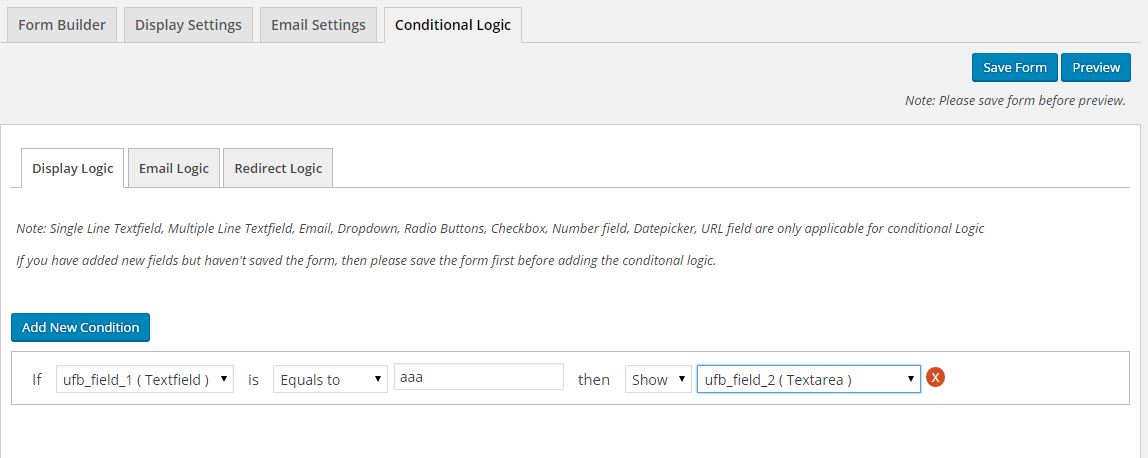 Form Builder Display Settings Email Settings Conditional Logic
Save Form Preview
Note: Please save form before preview.
Display Logic Email Logic Redirect Logic
Note: Single Line Textfield, Multiple Line Textfield, Email, Dropdown, Radio Buttons, Checkbox, Number field, Datepicker, URL field are only applicable for conditional Logic
If you have added new fields but haven't saved the form, then please save the form first before adding the conditonal logic.
Add New Condition
If ufb_field_1 ( Textfield ) is Equals to aaa then Show ufb_field_2 ( Textarea ) X